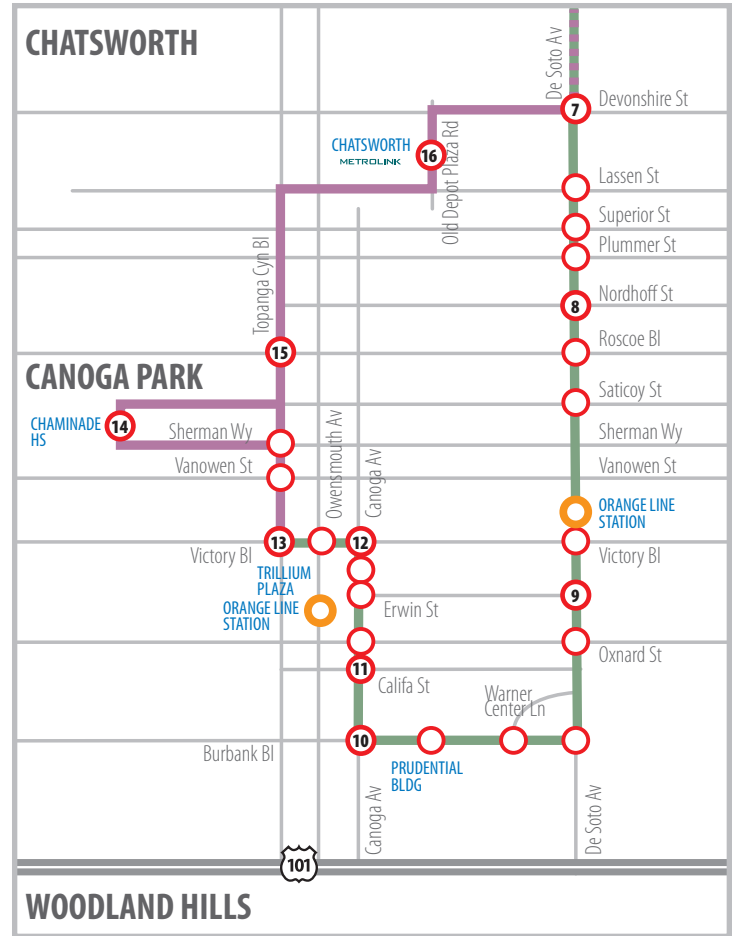 CHATSWORTH
De Soto Av
Devonshire St
7
CHATSWORTH
METROLINK
16
Old Depot Plaza Rd
Lassen St
Superior St
Plummer St
Topanga Cyn Bl
Nordhoff St
8
Roscoe Bl
15
CANOGA PARK
Saticoy St
CHAMINADE
HS
14
Sherman Wy
Sherman Wy
Vanowen St
Vanowen St
Owensmouth Av
Canoga Av
ORANGE LINE
STATION
13
12
Victory Bl
Victory Bl
TRILLIUM
PLAZA
ORANGE LINE
STATION
9
Erwin St
Oxnard St
11
Califa St
Warner
Center Ln
10
Burbank Bl
PRUDENTIAL
BLDG
Canoga Av
De Soto Av
101
WOODLAND HILLS